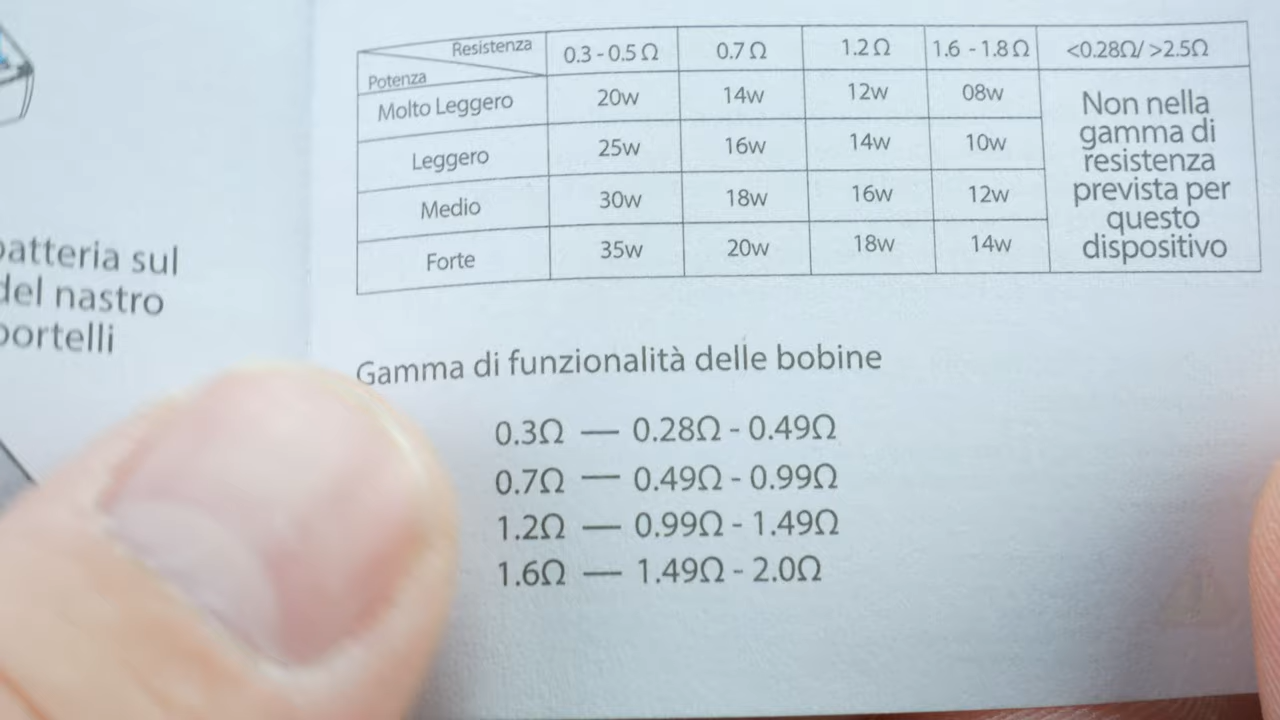 Resistenza 0.3 - 0.5 Ω 0.7 Ω 1.2 Ω 1.6 - 1.8 Ω <0.28Ω/ >2.5Ω
Potenza
Molto Leggero 20w 14w 12w 08w
Leggero 25w 16w 14w 10w
Medio 30w 18w 16w 12w
Forte 35w 20w 18w 14w
Non nella
gamma di
resistenza
prevista per
questo
dispositivo
batteria sul
del nastro
portelli
Gamma di funzionalità delle bobine
0.3Ω — 0.28Ω - 0.49Ω
0.7Ω — 0.49Ω - 0.99Ω
1.2Ω — 0.99Ω - 1.49Ω
1.6Ω — 1.49Ω - 2.0Ω